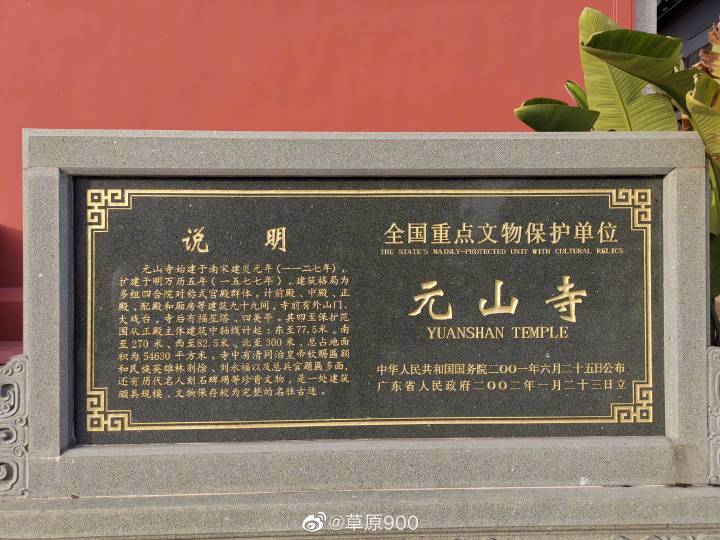 说 明
元山寺始建于南宋建炎元年(一一二七年),
扩建于明万历五年(一五七七年)。建筑格局为
多组四合院对称式宫殿群体。计前殿、中殿、正
殿、配殿和厢房等建筑九十九间,寺前有外山门、
大戏台,寺后有福星塔、四美亭。其四至保护范
围从正殿主体建筑中轴线计起:东至77.5米、南
至270米、西至82.5米、北至300米、总占地面
积为54630平方米,寺中有清同治皇帝敕赐匾额
和民族英雄林则徐、刘永福以及总兵官题匾多面,
还有历代名人刻石碑碣等珍贵文物,是一处建筑
颇具规模、文物保存较为完整的名胜古迹。
全国重点文物保护单位
THE STATE'S MAINLY-PROTECTED UNIT WITH CULTURAL RELICS
元山寺
YUANSHAN TEMPLE
中华人民共和国国务院二〇〇一年六月二十五日公布
广东省人民政府二〇〇二年一月二十三日立
@草原900